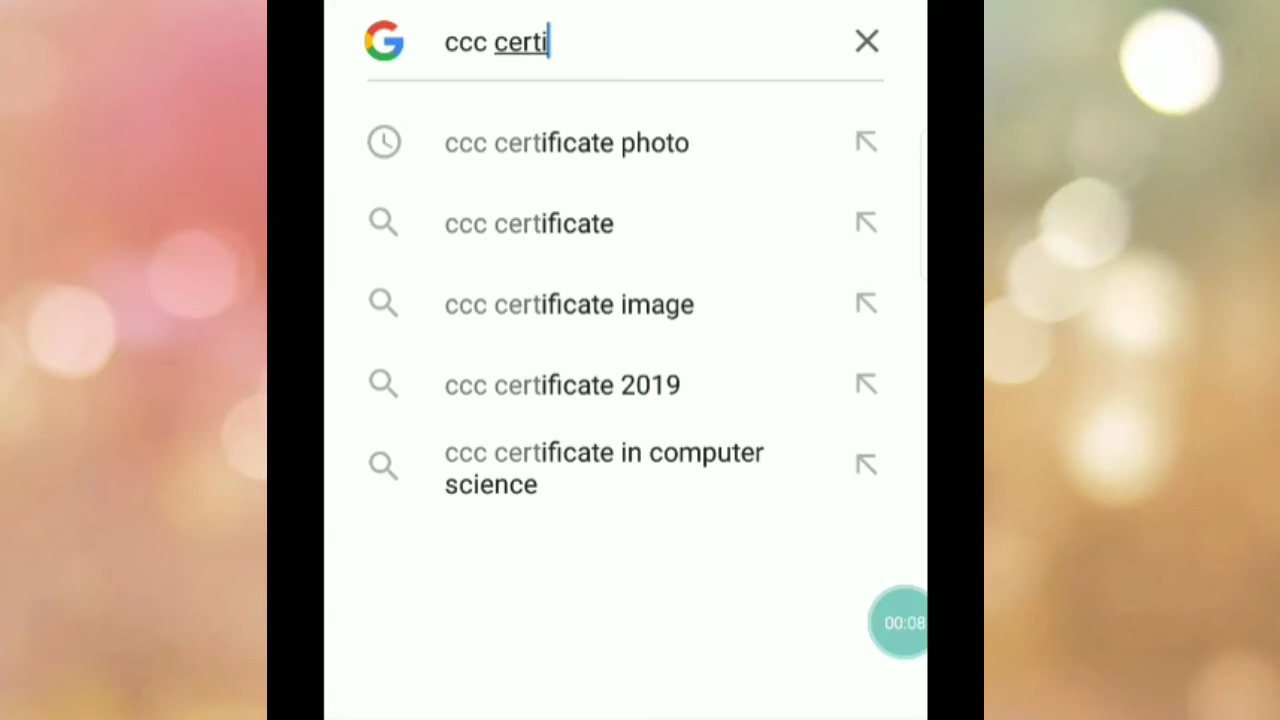 ccc certi
ccc certificate photo
ccc certificate
ccc certificate image
ccc certificate 2019
ccc certificate in computer
science
00:08